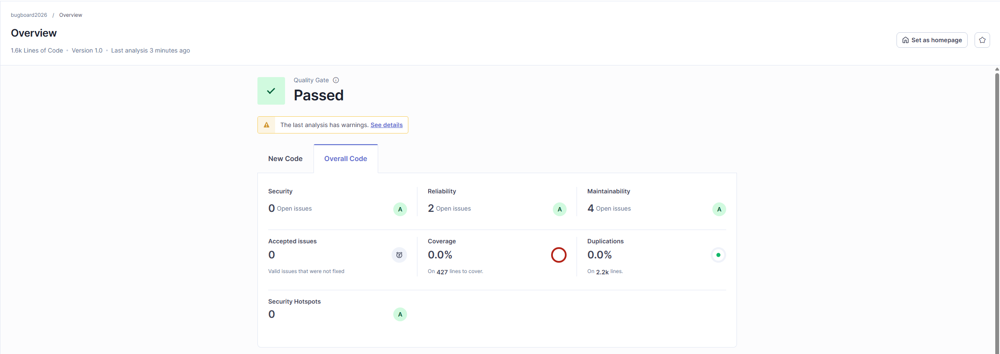 bugboard2026 / Overview
Overview
Set as homepage
1.6k Lines of Code • Version 1.0 • Last analysis 3 minutes ago
Quality Gate
Passed
The last analysis has warnings. See details
New Code
Overall Code
Security
0 Open issues
A
Reliability
2 Open issues
A
Maintainability
4 Open issues
A
Accepted issues
0
Valid issues that were not fixed
Coverage
0.0%
On 427 lines to cover.
Duplications
0.0%
On 2.2k lines.
Security Hotspots
0
A